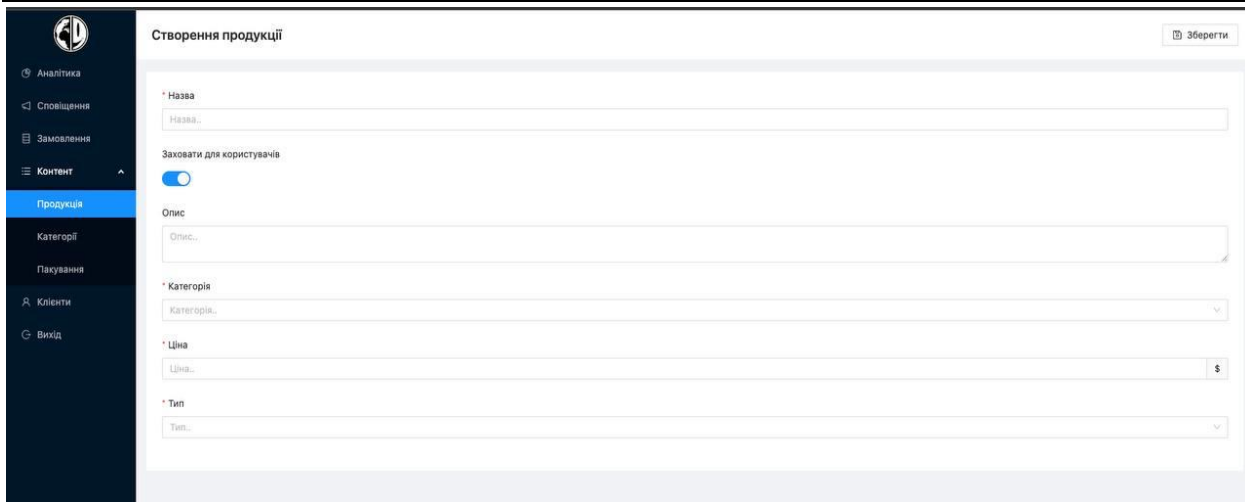 Створення продукції
Зберегти
Аналітика
Сповіщення
Замовлення
Контент
Продукція
Категорії
Пакування
Клієнти
Вихід
* Назва
Назва..
Заховати для користувачів
Опис
Опис..
* Категорія
Категорія..
* Ціна
Ціна..
$
* Тип
Тип..